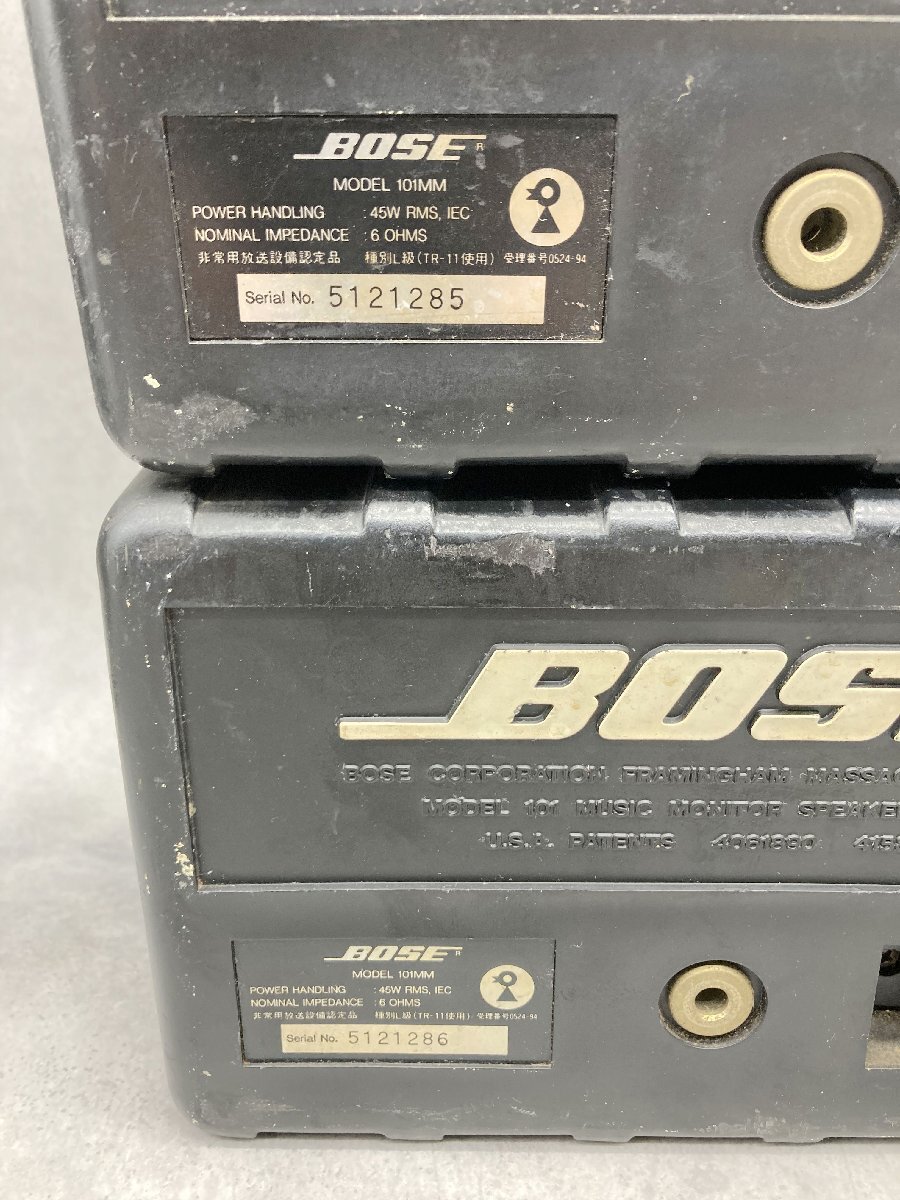 BOSE R
MODEL 101MM
POWER HANDLING : 45W RMS, IEC
NOMINAL IMPEDANCE : 6 OHMS
非常用放送設備認定品 種別L級(TR-11使用) 受理番号0524-94
Serial No. 5121285
BOS
BOSE CORPORATION FRAMINGHAM MASSAC
MODEL 101 MUSIC MONITOR SPEAKER
U.S.A. PATENTS 4061890 415
BOSE R
MODEL 101MM
POWER HANDLING : 45W RMS, IEC
NOMINAL IMPEDANCE : 6 OHMS
非常用放送設備認定品 種別L級(TR-11使用) 受理番号0524-94
Serial No. 5121286